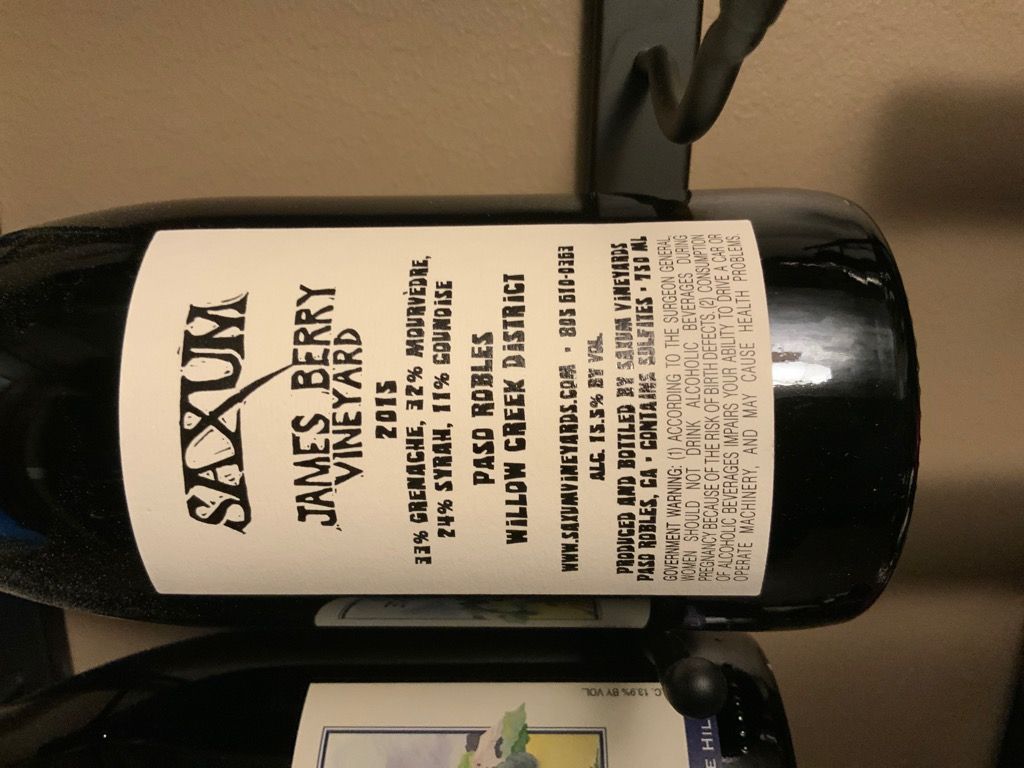 SAXUM
JAMES BERRY
VINEYARD
2015
33% GRENACHE, 32% MOURVÈDRE,
24% SYRAH, 11% COUNOISE
PASO ROBLES
WILLOW CREEK DISTRICT
WWW.SAXUMVINEYARDS.COM • 805 610-0363
ALC. 15.5% BY VOL.
PRODUCED AND BOTTLED BY SAXUM VINEYARDS
PASO ROBLES, CA • CONTAINS SULFITES • 750 ML
GOVERNMENT WARNING: (1) ACCORDING TO THE SURGEON GENERAL,
WOMEN SHOULD NOT DRINK ALCOHOLIC BEVERAGES DURING
PREGNANCY BECAUSE OF THE RISK OF BIRTH DEFECTS. (2) CONSUMPTION
OF ALCOHOLIC BEVERAGES IMPAIRS YOUR ABILITY TO DRIVE A CAR OR
OPERATE MACHINERY, AND MAY CAUSE HEALTH PROBLEMS.
C. 13.9% BY VOL.
E HIL